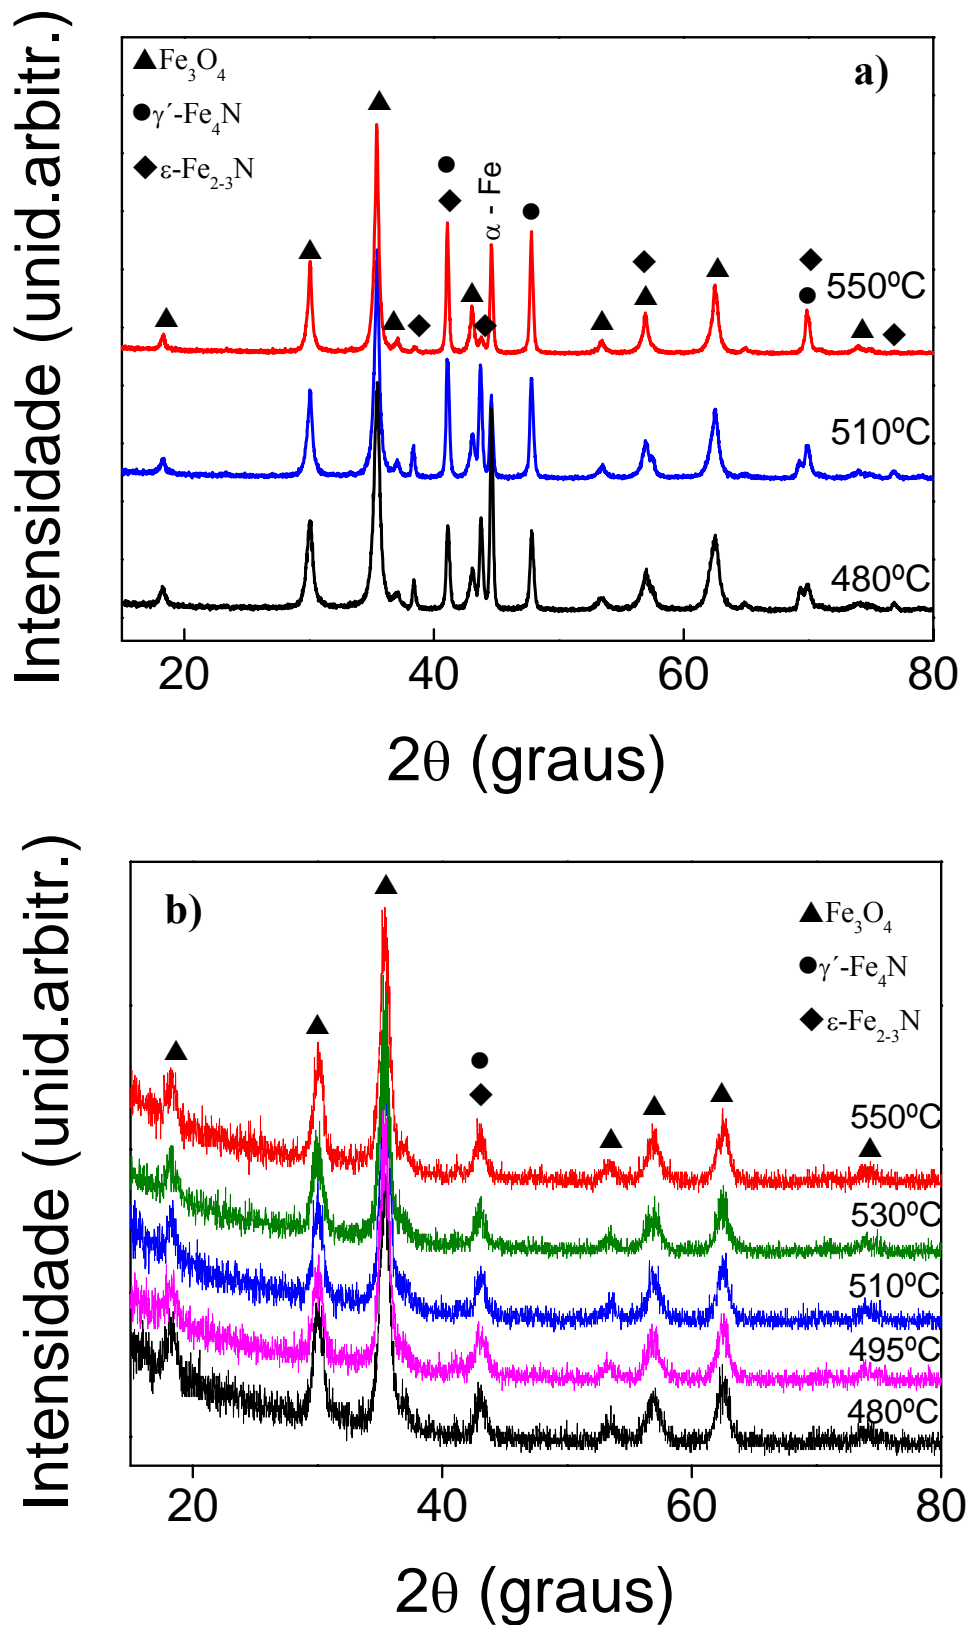 a)
▲Fe3O4
●γ´-Fe4N
◆ε-Fe2-3N
α - Fe
550ºC
510ºC
480ºC
Intensidade (unid.arbitr.)
20 40 60 80
2θ (graus)
b)
▲Fe3O4
●γ´-Fe4N
◆ε-Fe2-3N
550ºC
530ºC
510ºC
495ºC
480ºC
Intensidade (unid.arbitr.)
20 40 60 80
2θ (graus)